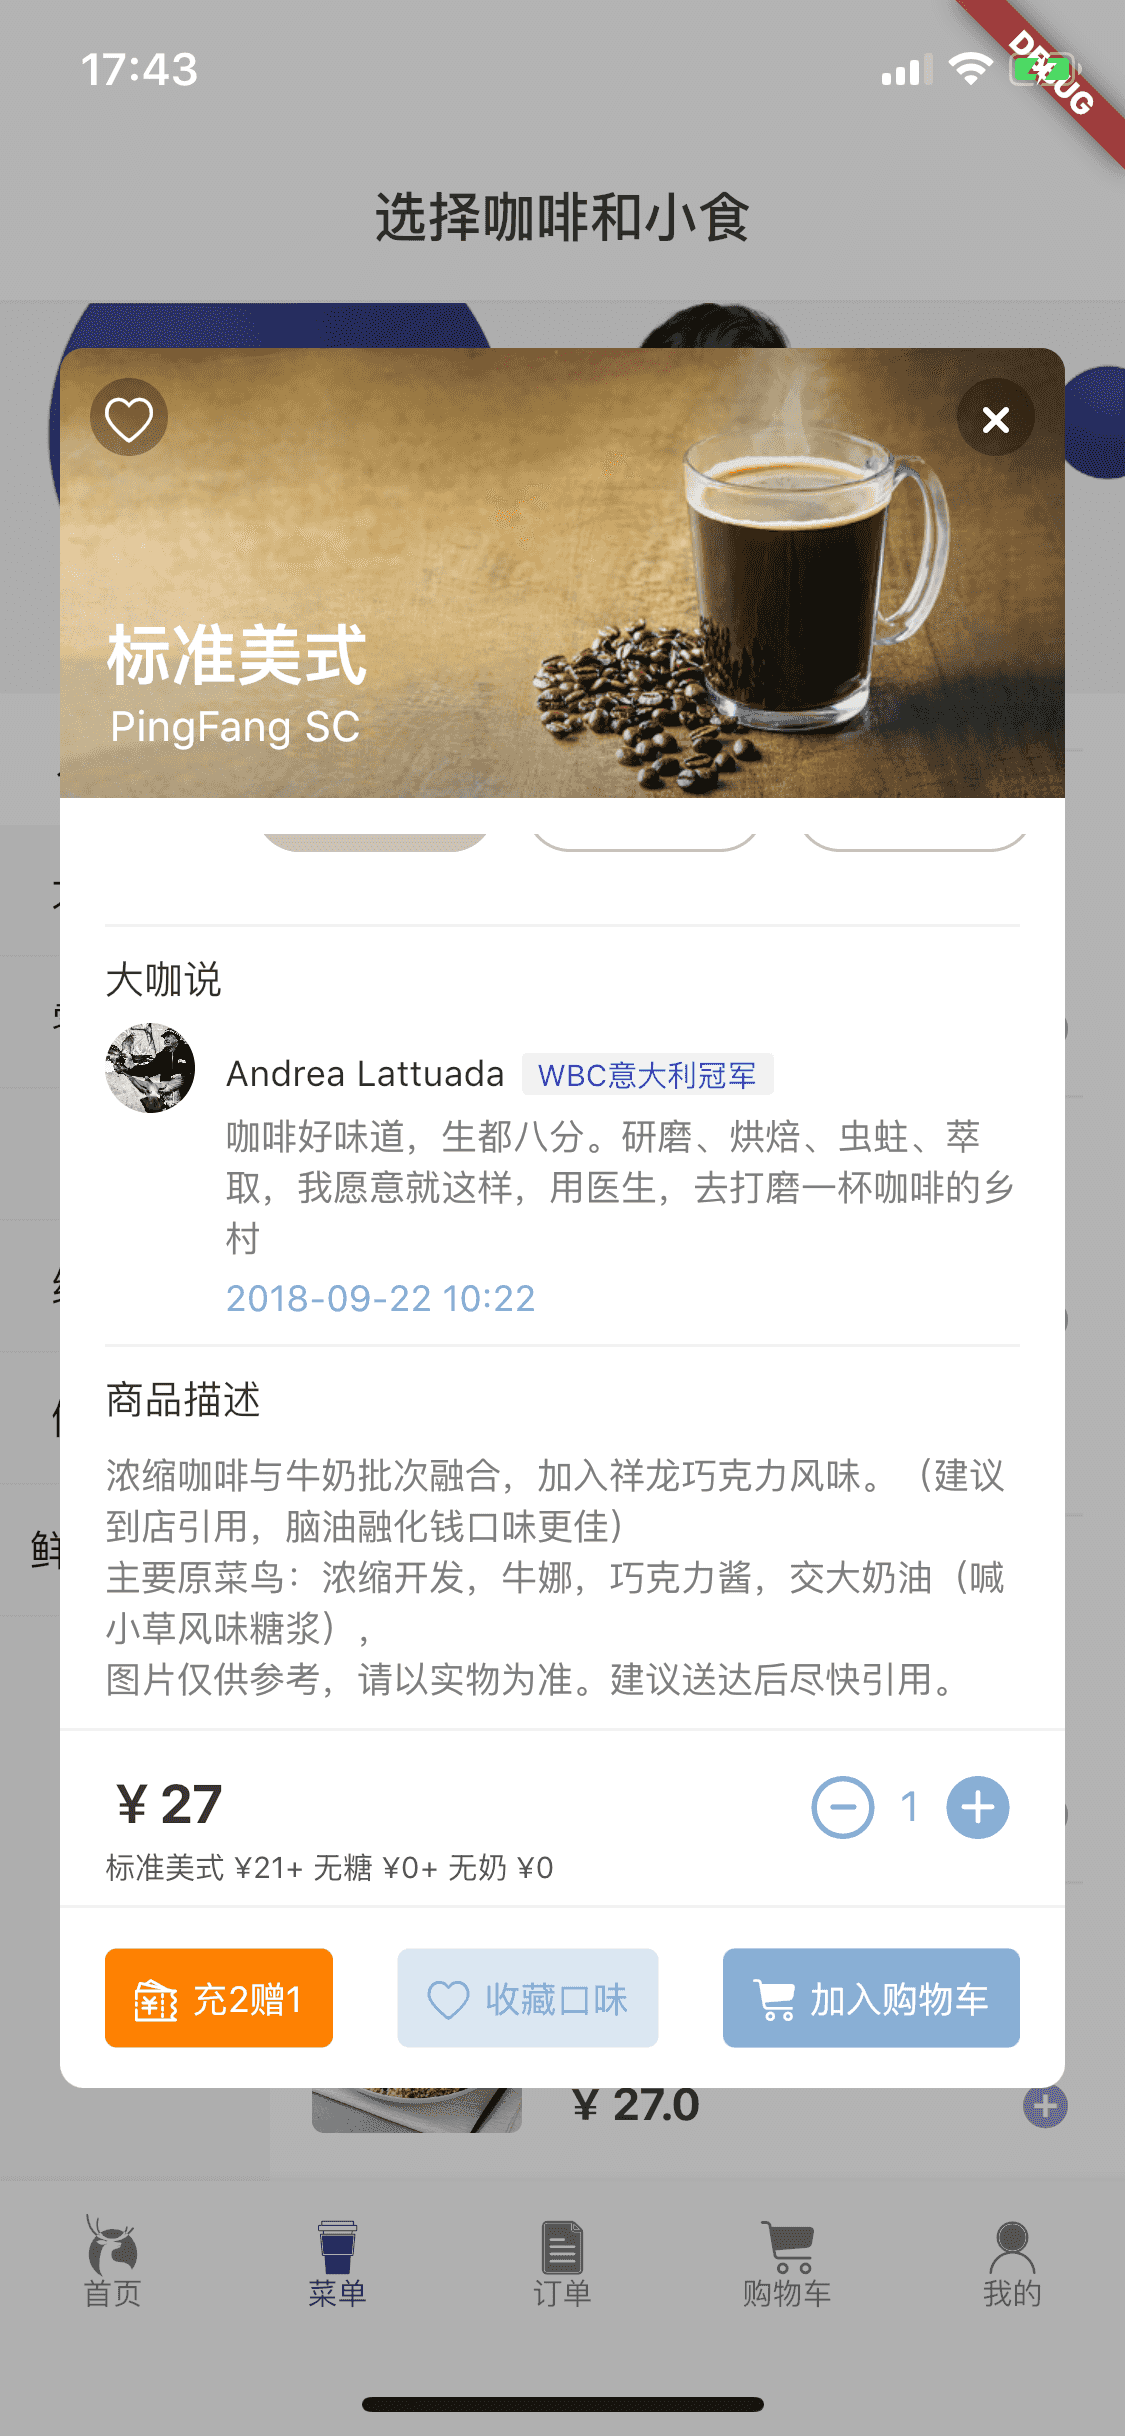 17:43
DEBUG
选择咖啡和小食
标准美式
PingFang SC
大咖说
Andrea Lattuada WBC意大利冠军
咖啡好味道，生都八分。研磨、烘焙、虫蛀、萃
取，我愿意就这样，用医生，去打磨一杯咖啡的乡
村
2018-09-22 10:22
商品描述
浓缩咖啡与牛奶批次融合，加入祥龙巧克力风味。（建议
到店引用，脑油融化钱口味更佳）
主要原菜鸟：浓缩开发，牛娜，巧克力酱，交大奶油（喊
小草风味糖浆），
图片仅供参考，请以实物为准。建议送达后尽快引用。
鲜
¥ 27
1
标准美式 ¥21+ 无糖 ¥0+ 无奶 ¥0
充2赠1
收藏口味
加入购物车
¥ 27.0
首页
菜单
订单
购物车
我的